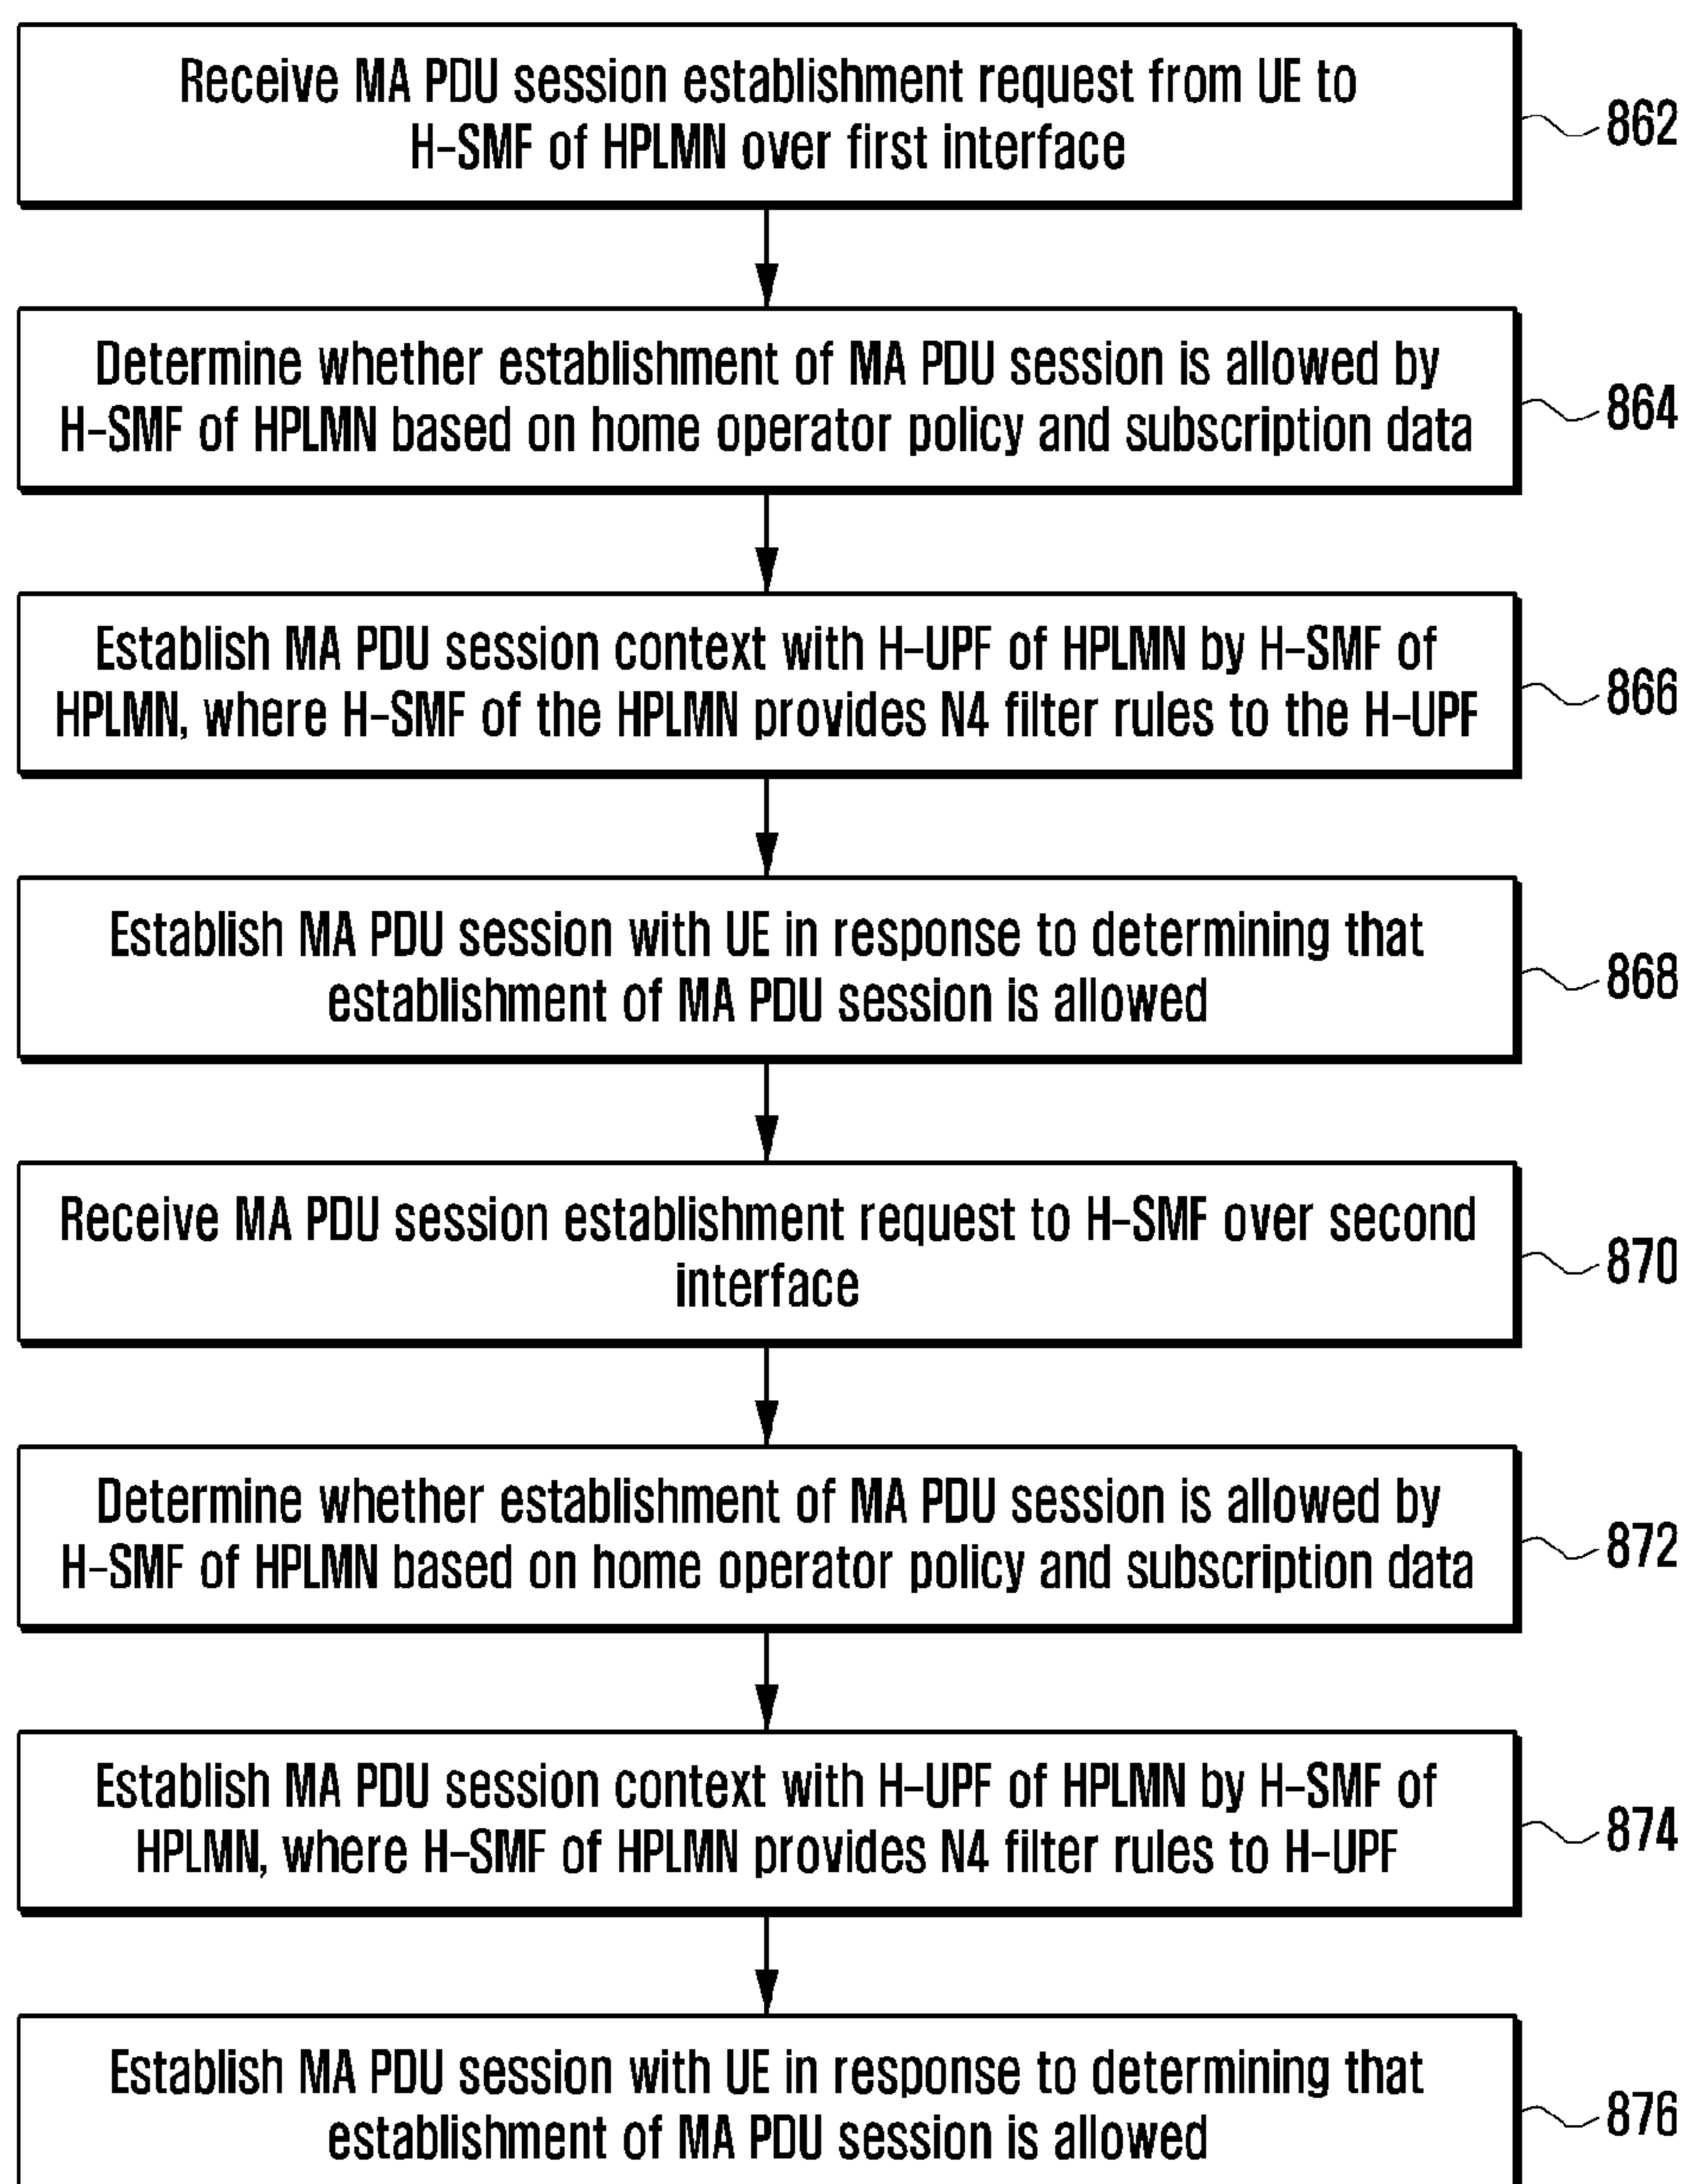 Receive MA PDU session establishment request from UE to
H-SMF of HPLMN over first interface
862
Determine whether establishment of MA PDU session is allowed by
H-SMF of HPLMN based on home operator policy and subscription data
864
Establish MA PDU session context with H-UPF of HPLMN by H-SMF of
HPLMN, where H-SMF of the HPLMN provides N4 filter rules to the H-UPF
866
Establish MA PDU session with UE in response to determining that
establishment of MA PDU session is allowed
868
Receive MA PDU session establishment request to H-SMF over second
interface
870
Determine whether establishment of MA PDU session is allowed by
H-SMF of HPLMN based on home operator policy and subscription data
872
Establish MA PDU session context with H-UPF of HPLMN by H-SMF of
HPLMN, where H-SMF of HPLMN provides N4 filter rules to H-UPF
874
Establish MA PDU session with UE in response to determining that
establishment of MA PDU session is allowed
876